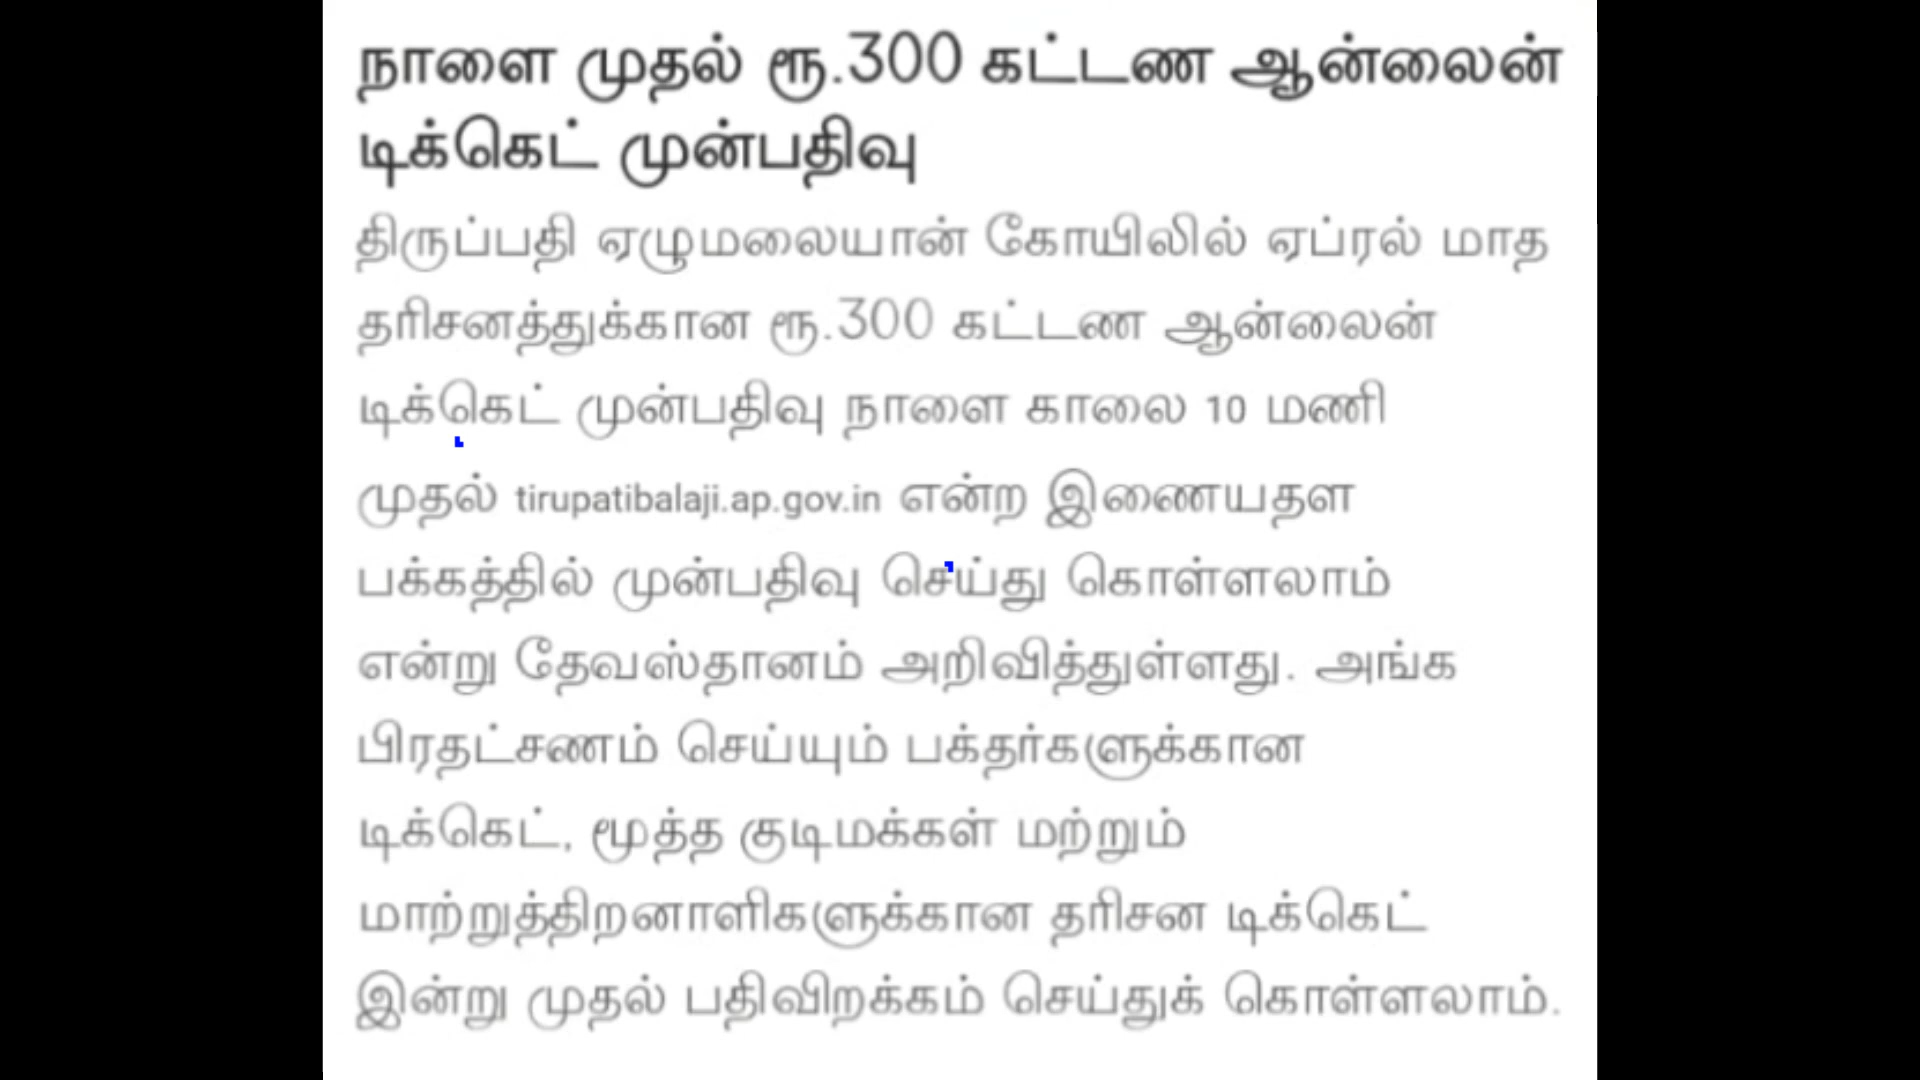 நாளை முதல் ரூ.300 கட்டண ஆன்லைன்
டிக்கெட் முன்பதிவு
திருப்பதி ஏழுமலையான் கோயிலில் ஏப்ரல் மாத
தரிசனத்துக்கான ரூ.300 கட்டண ஆன்லைன்
டிக்கெட் முன்பதிவு நாளை காலை 10 மணி
முதல் tirupatibalaji.ap.gov.in என்ற இணையதள
பக்கத்தில் முன்பதிவு செய்து கொள்ளலாம்
என்று தேவஸ்தானம் அறிவித்துள்ளது. அங்க
பிரதட்சணம் செய்யும் பக்தர்களுக்கான
டிக்கெட், மூத்த குடிமக்கள் மற்றும்
மாற்றுத்திறனாளிகளுக்கான தரிசன டிக்கெட்
இன்று முதல் பதிவிறக்கம் செய்துக் கொள்ளலாம்.